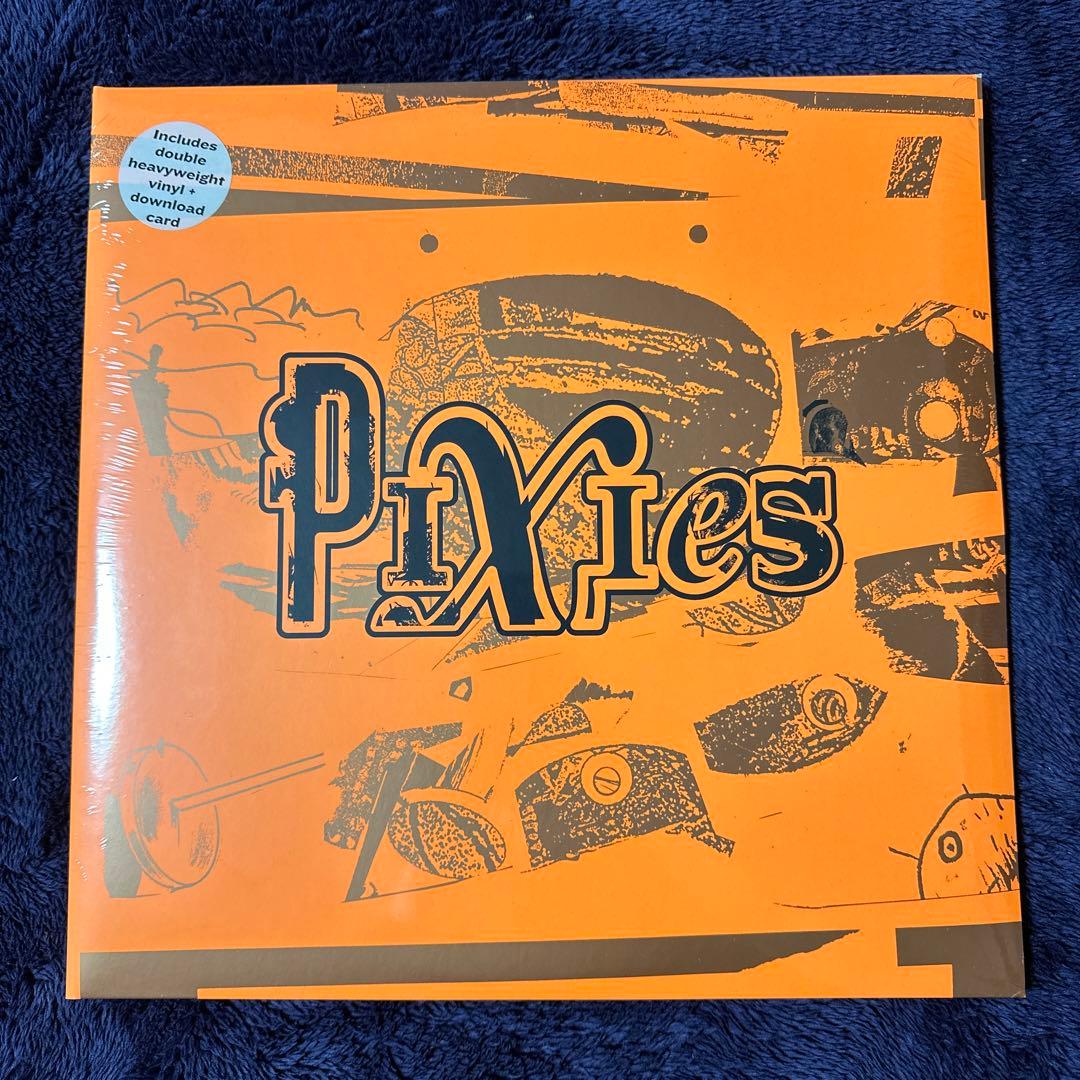 Includes
double
heavyweight
vinyl +
download
card
PIXIes